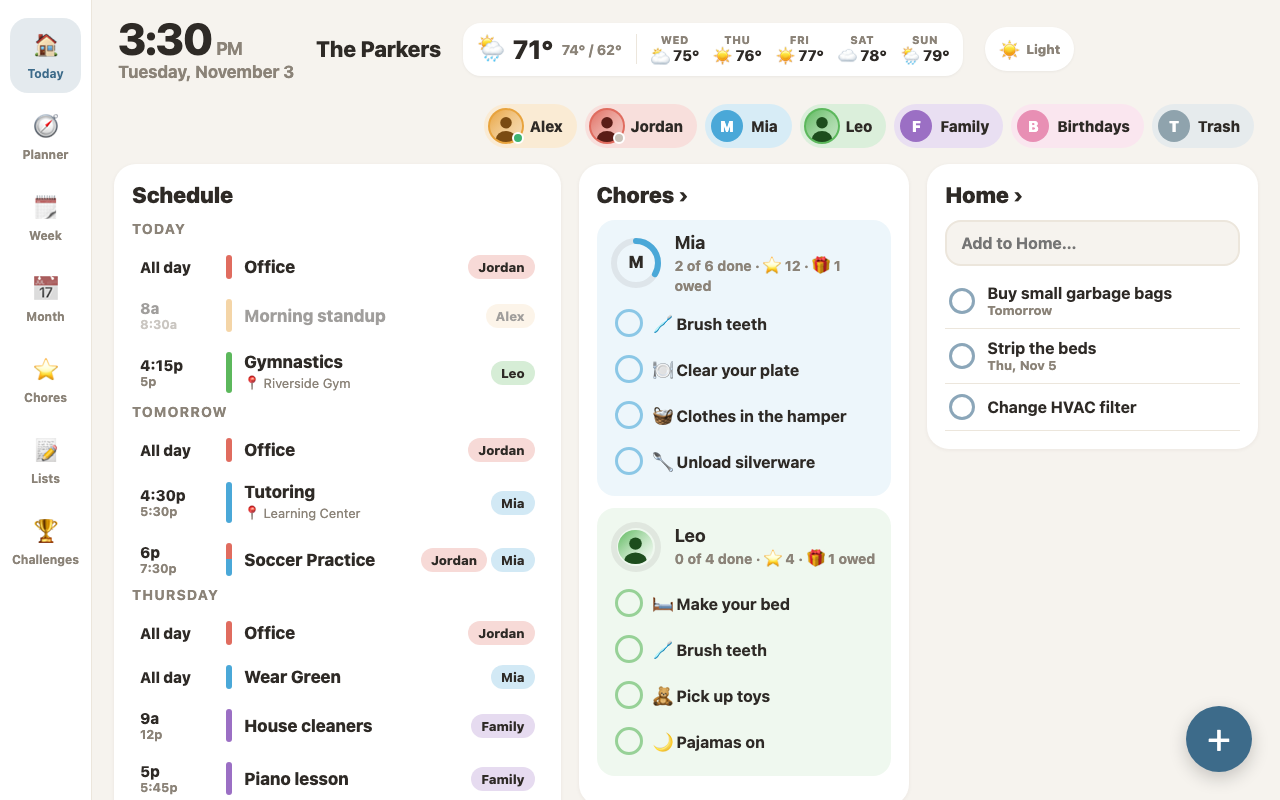 Today
Planner
Week
17
Month
Chores
Lists
Challenges
3:30 PM
Tuesday, November 3
The Parkers
71° 74° / 62°
WED 75°
THU 76°
FRI 77°
SAT 78°
SUN 79°
Light
Alex
Jordan
M Mia
Leo
F Family
B Birthdays
T Trash
Schedule
TODAY
All day Office Jordan
8a Morning standup Alex
8:30a
4:15p Gymnastics Leo
5p Riverside Gym
TOMORROW
All day Office Jordan
4:30p Tutoring Mia
5:30p Learning Center
6p Soccer Practice Jordan Mia
7:30p
THURSDAY
All day Office Jordan
All day Wear Green Mia
9a House cleaners Family
12p
5p Piano lesson Family
5:45p
Chores ›
M Mia
2 of 6 done · ⭐ 12 · 🎁 1
owed
Brush teeth
Clear your plate
Clothes in the hamper
Unload silverware
Leo
0 of 4 done · ⭐ 4 · 🎁 1 owed
Make your bed
Brush teeth
Pick up toys
Pajamas on
Home ›
Add to Home...
Buy small garbage bags
Tomorrow
Strip the beds
Thu, Nov 5
Change HVAC filter
+